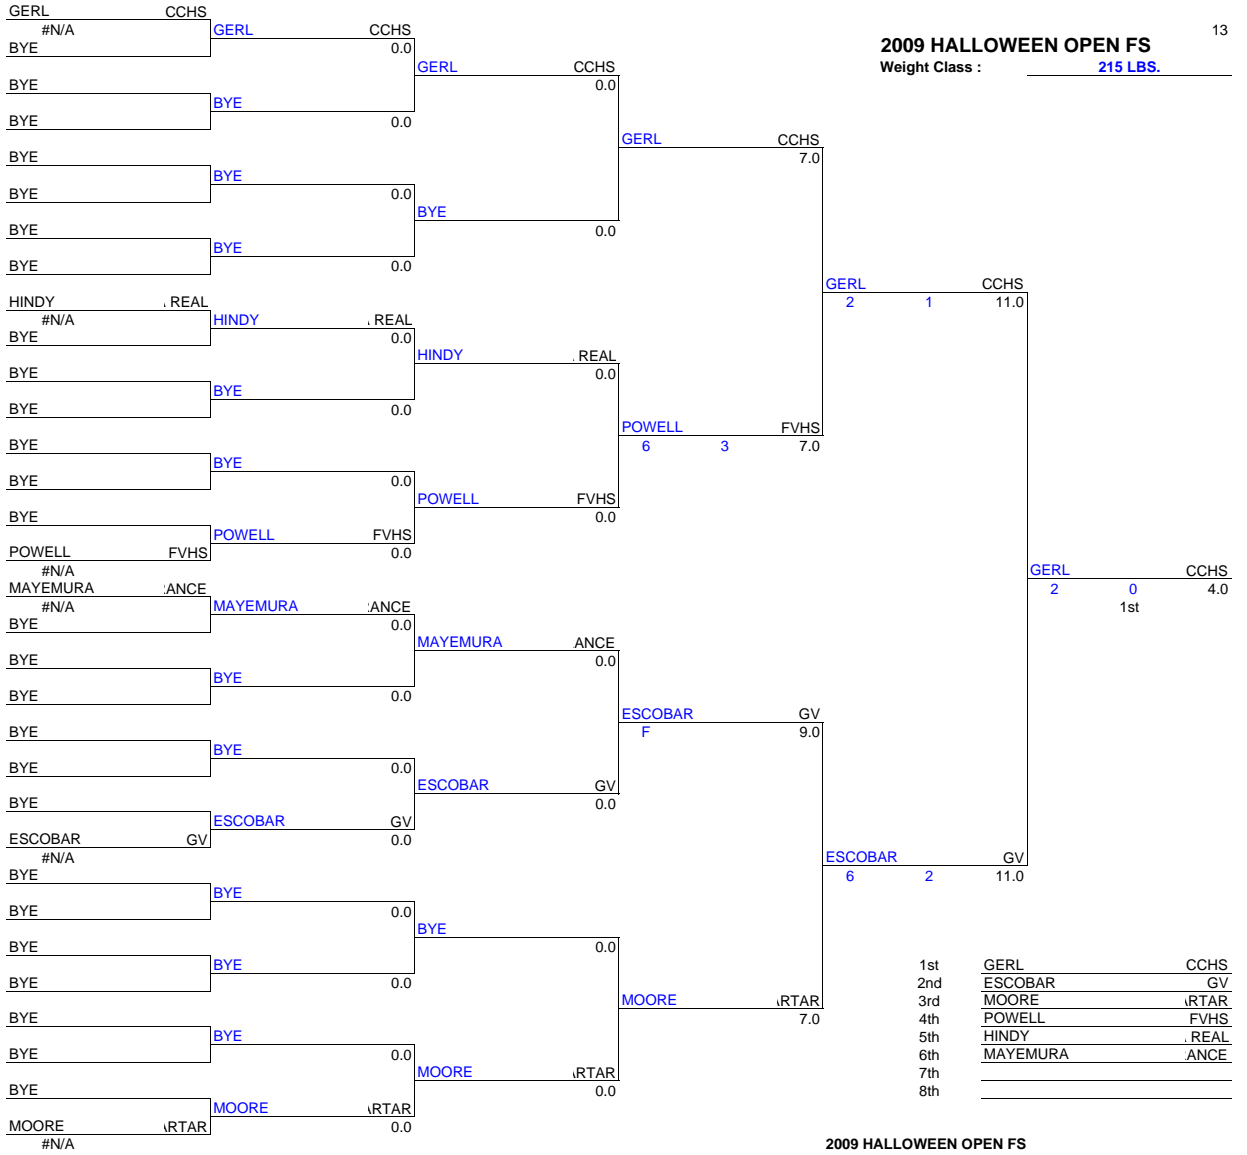 GERL CCHS
#N/A
GERL CCHS
13
BYE
0.0
2009 HALLOWEEN OPEN FS
GERL CCHS
Weight Class : 215 LBS.
BYE
0.0
BYE
BYE
0.0
GERL CCHS
BYE
7.0
BYE
BYE
0.0
BYE
BYE
0.0
BYE
BYE
0.0
GERL CCHS
2 1 11.0
HINDY REAL
#N/A
HINDY REAL
BYE
0.0
HINDY REAL
BYE
0.0
BYE
BYE
0.0
POWELL FVHS
6 3 7.0
BYE
BYE
BYE
0.0
POWELL FVHS
BYE
0.0
POWELL FVHS
POWELL FVHS
0.0
#N/A
GERL CCHS
2 0 4.0
1st
MAYEMURA ANCE
#N/A
MAYEMURA ANCE
BYE
0.0
MAYEMURA ANCE
BYE
0.0
BYE
BYE
0.0
ESCOBAR GV
F 9.0
BYE
BYE
BYE
0.0
ESCOBAR GV
BYE
0.0
ESCOBAR GV
ESCOBAR GV
0.0
#N/A
ESCOBAR GV
6 2 11.0
BYE
BYE
BYE
0.0
BYE
BYE
0.0
BYE
BYE
0.0
MOORE RTAR
7.0
BYE
BYE
BYE
0.0
MOORE RTAR
BYE
0.0
MOORE RTAR
MOORE RTAR
0.0
#N/A
1st GERL CCHS
2nd ESCOBAR GV
3rd MOORE RTAR
4th POWELL FVHS
5th HINDY REAL
6th MAYEMURA ANCE
7th
8th
2009 HALLOWEEN OPEN FS